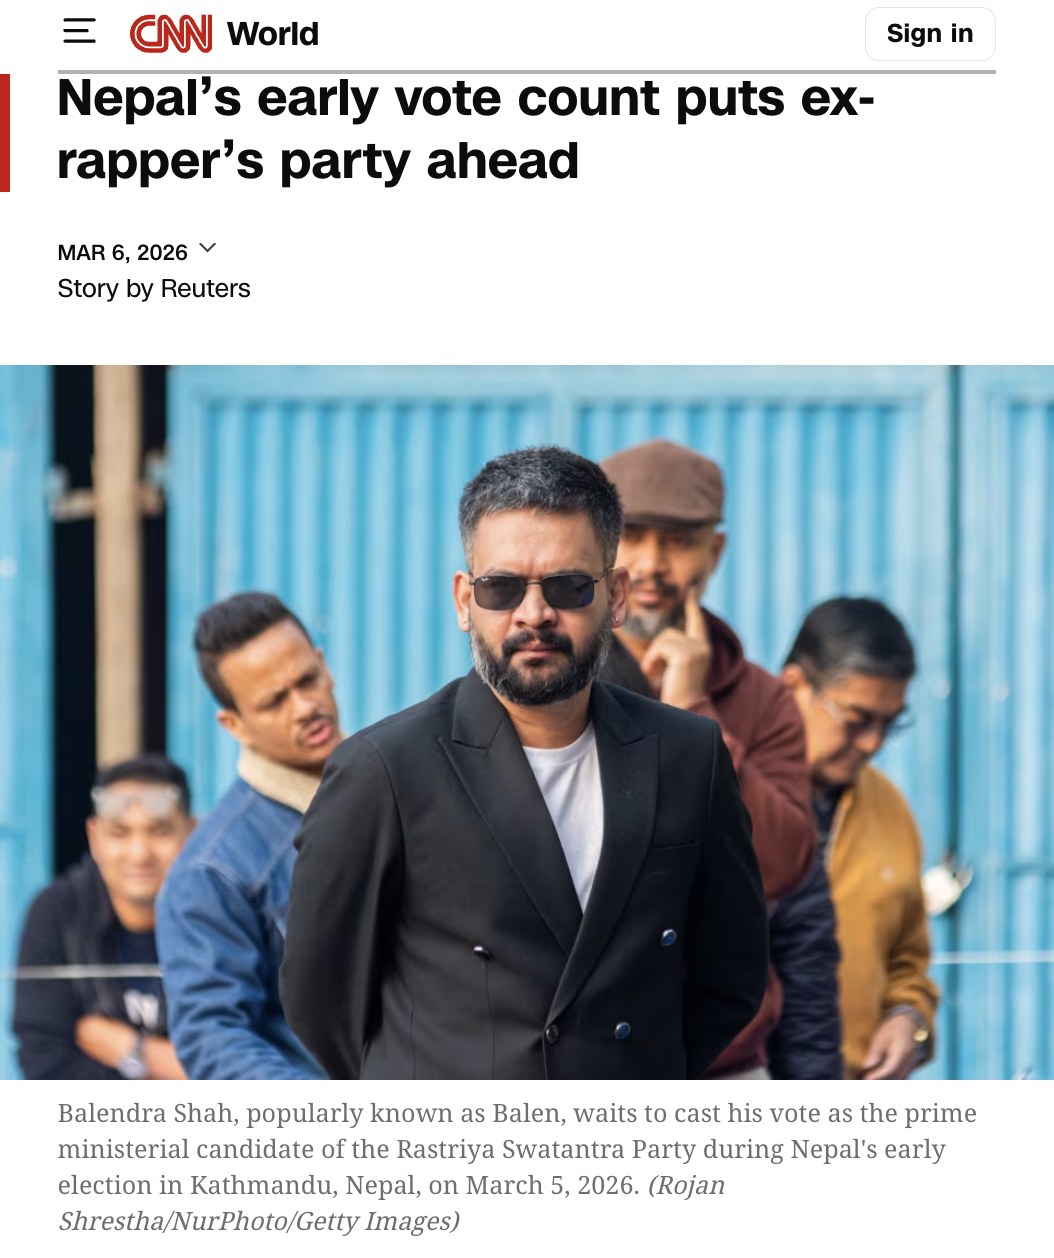 CNN World
Sign in
Nepal’s early vote count puts ex-
rapper’s party ahead
MAR 6, 2026
Story by Reuters
Balendra Shah, popularly known as Balen, waits to cast his vote as the prime
ministerial candidate of the Rastriya Swatantra Party during Nepal's early
election in Kathmandu, Nepal, on March 5, 2026. (Rojan
Shrestha/NurPhoto/Getty Images)